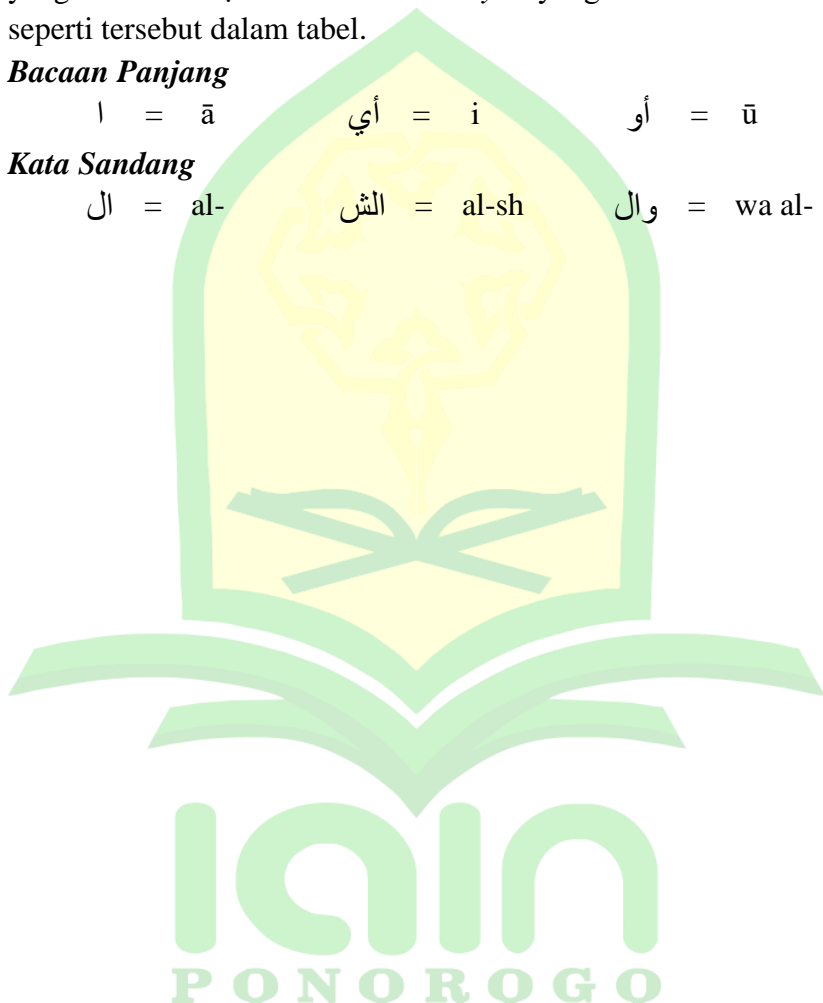 seperti tersebut dalam tabel.
Bacaan Panjang
ا = ā أي = i أو = ū
Kata Sandang
ال = al- الش = al-sh وال = wa al-
iain
PONOROGO